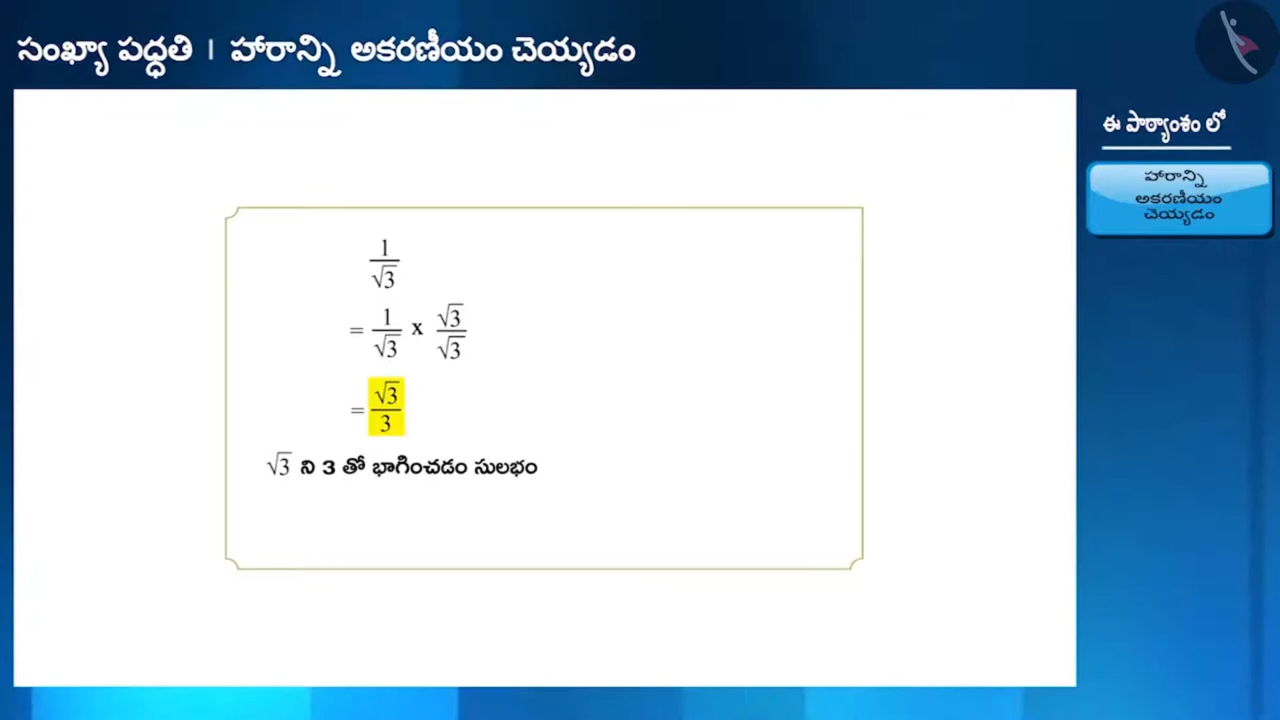 సంఖ్యా పద్ధతి | హారాన్ని అకరణీయం చెయ్యడం
ఈ పాఠ్యాంశం లో
హారాన్ని
అకరణీయం
చెయ్యడం
1/√3
= 1/√3 x √3/√3
= √3/3
√3 ని 3 తో భాగించడం సులభం